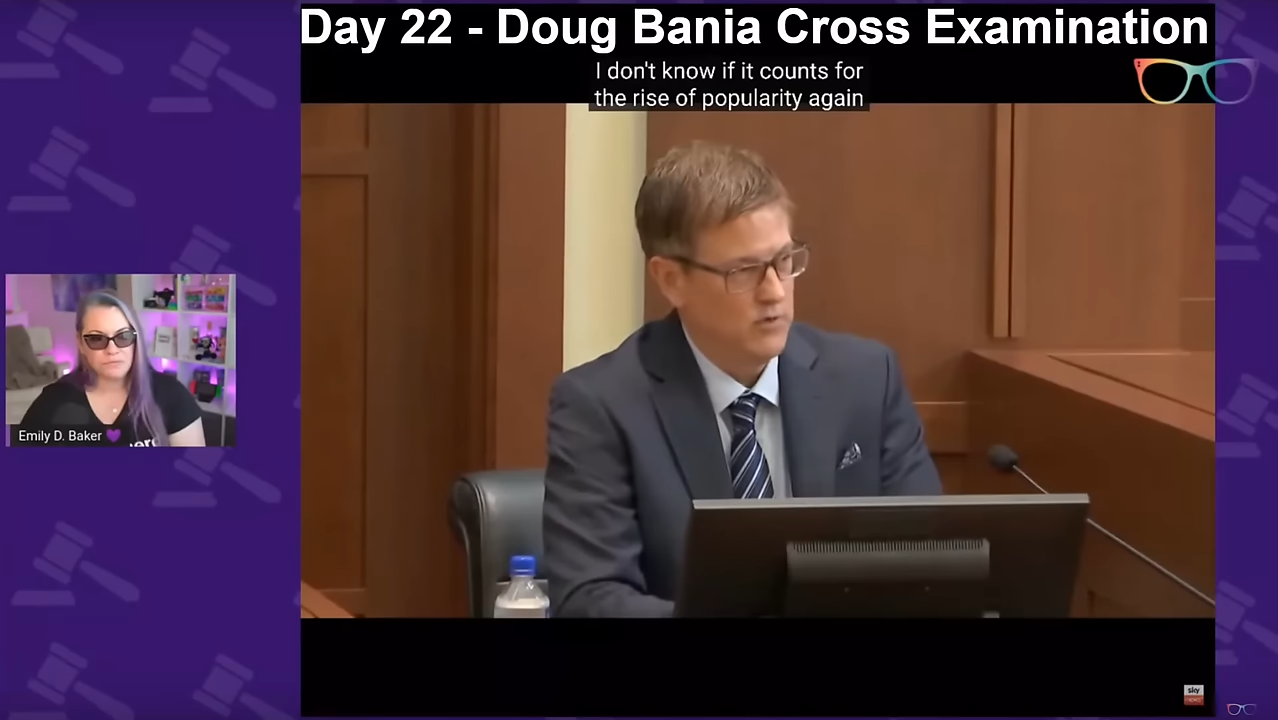 Day 22 - Doug Bania Cross Examination
I don't know if it counts for
the rise of popularity again
Emily D. Baker 💜
sky